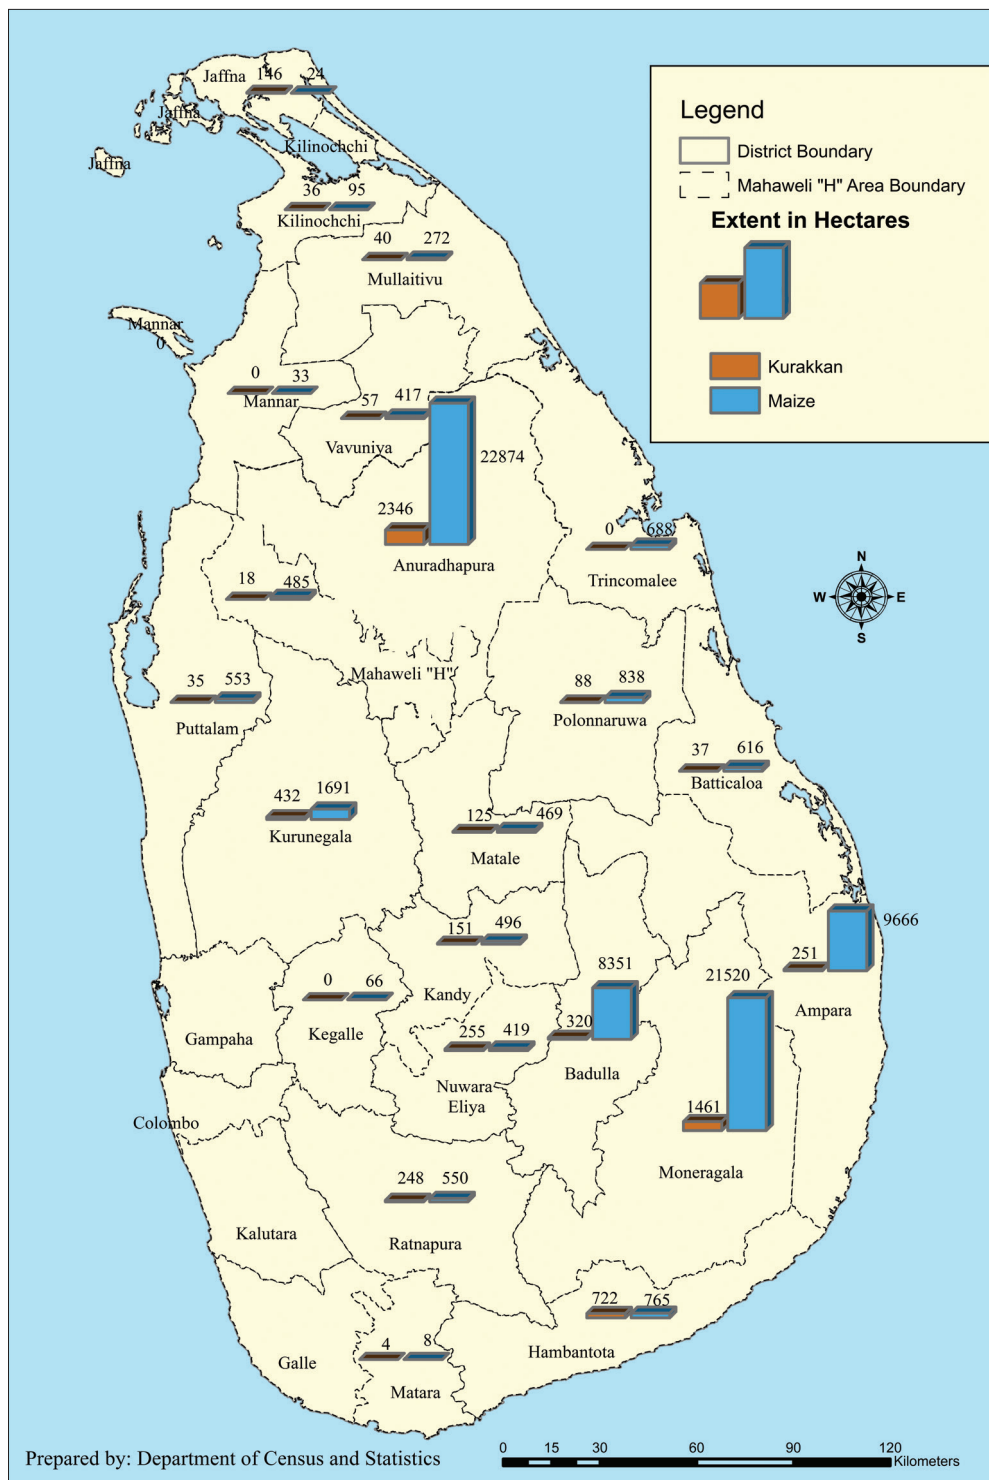 Legend
District Boundary
Mahaweli "H" Area Boundary
Extent in Hectares
Kurakkan
Maize
Jaffna
146 24
Jaffna
Jaffna
Kilinochchi
36 95
Kilinochchi
40 272
Mullaitivu
Mannar
0
0 33
Mannar
57 417
Vavuniya
22874
2346
Anuradhapura
0 688
Trincomalee
N
W E
S
18 485
Mahaweli "H"
35 553
Puttalam
88 838
Polonnaruwa
37 616
Batticaloa
432 1691
Kurunegala
125 469
Matale
151 496
Kandy
9666
251
Ampara
0 66
Kegalle
8351
320
Badulla
21520
1461
Moneragala
Gampaha
255 419
Nuwara
Eliya
Colombo
248 550
Ratnapura
Kalutara
722 765
Hambantota
4 8
Matara
Galle
Prepared by: Department of Census and Statistics
0 15 30 60 90 120
Kilometers